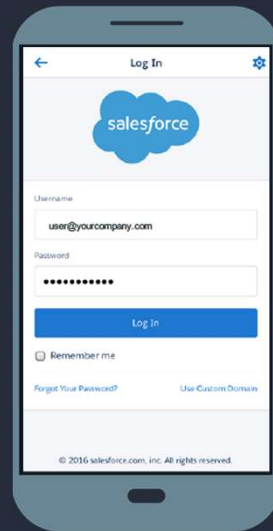 Log In
salesforce
Username
user@yourcompany.com
Password
Log In
Remember me
Forgot Your Password? Use Custom Domain
© 2016 salesforce.com, inc. All rights reserved.